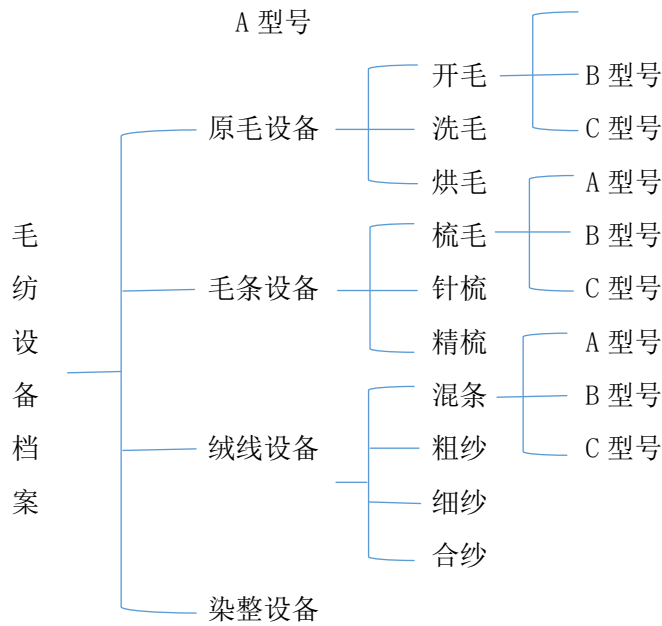 A 型号
开毛 B 型号
原毛设备 洗毛 C 型号
烘毛 A 型号
毛 梳毛 B 型号
纺 毛条设备 针梳 C 型号
设 精梳 A 型号
备 混条 B 型号
档 绒线设备 粗纱 C 型号
案 细纱
合纱
染整设备